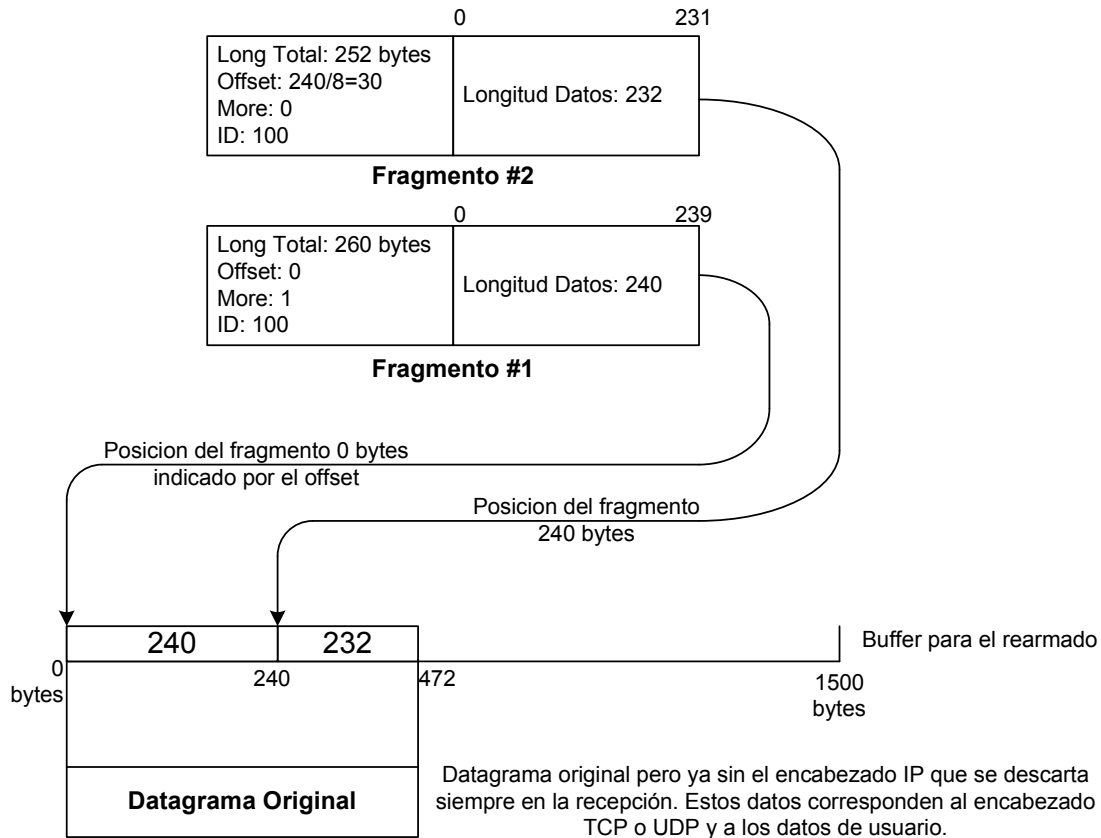 0 231
Long Total: 252 bytes
Offset: 240/8=30
More: 0
ID: 100
Longitud Datos: 232
Fragmento #2
0 239
Long Total: 260 bytes
Offset: 0
More: 1
ID: 100
Longitud Datos: 240
Fragmento #1
Posicion del fragmento 0 bytes
indicado por el offset
Posicion del fragmento
240 bytes
240 232
Buffer para el rearmado
0
bytes
240
472
1500
bytes
Datagrama Original
Datagrama original pero ya sin el encabezado IP que se descarta
siempre en la recepción. Estos datos corresponden al encabezado
TCP o UDP y a los datos de usuario.